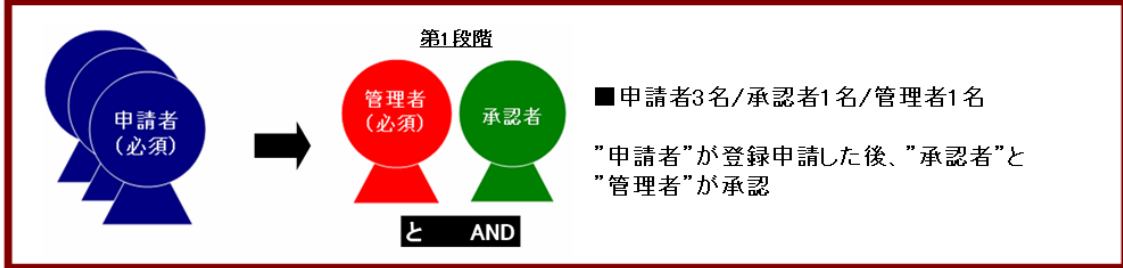 第1段階
申請者
(必須)
管理者
(必須)
承認者
と AND
■申請者3名/承認者1名/管理者1名
”申請者”が登録申請した後、”承認者”と
”管理者”が承認